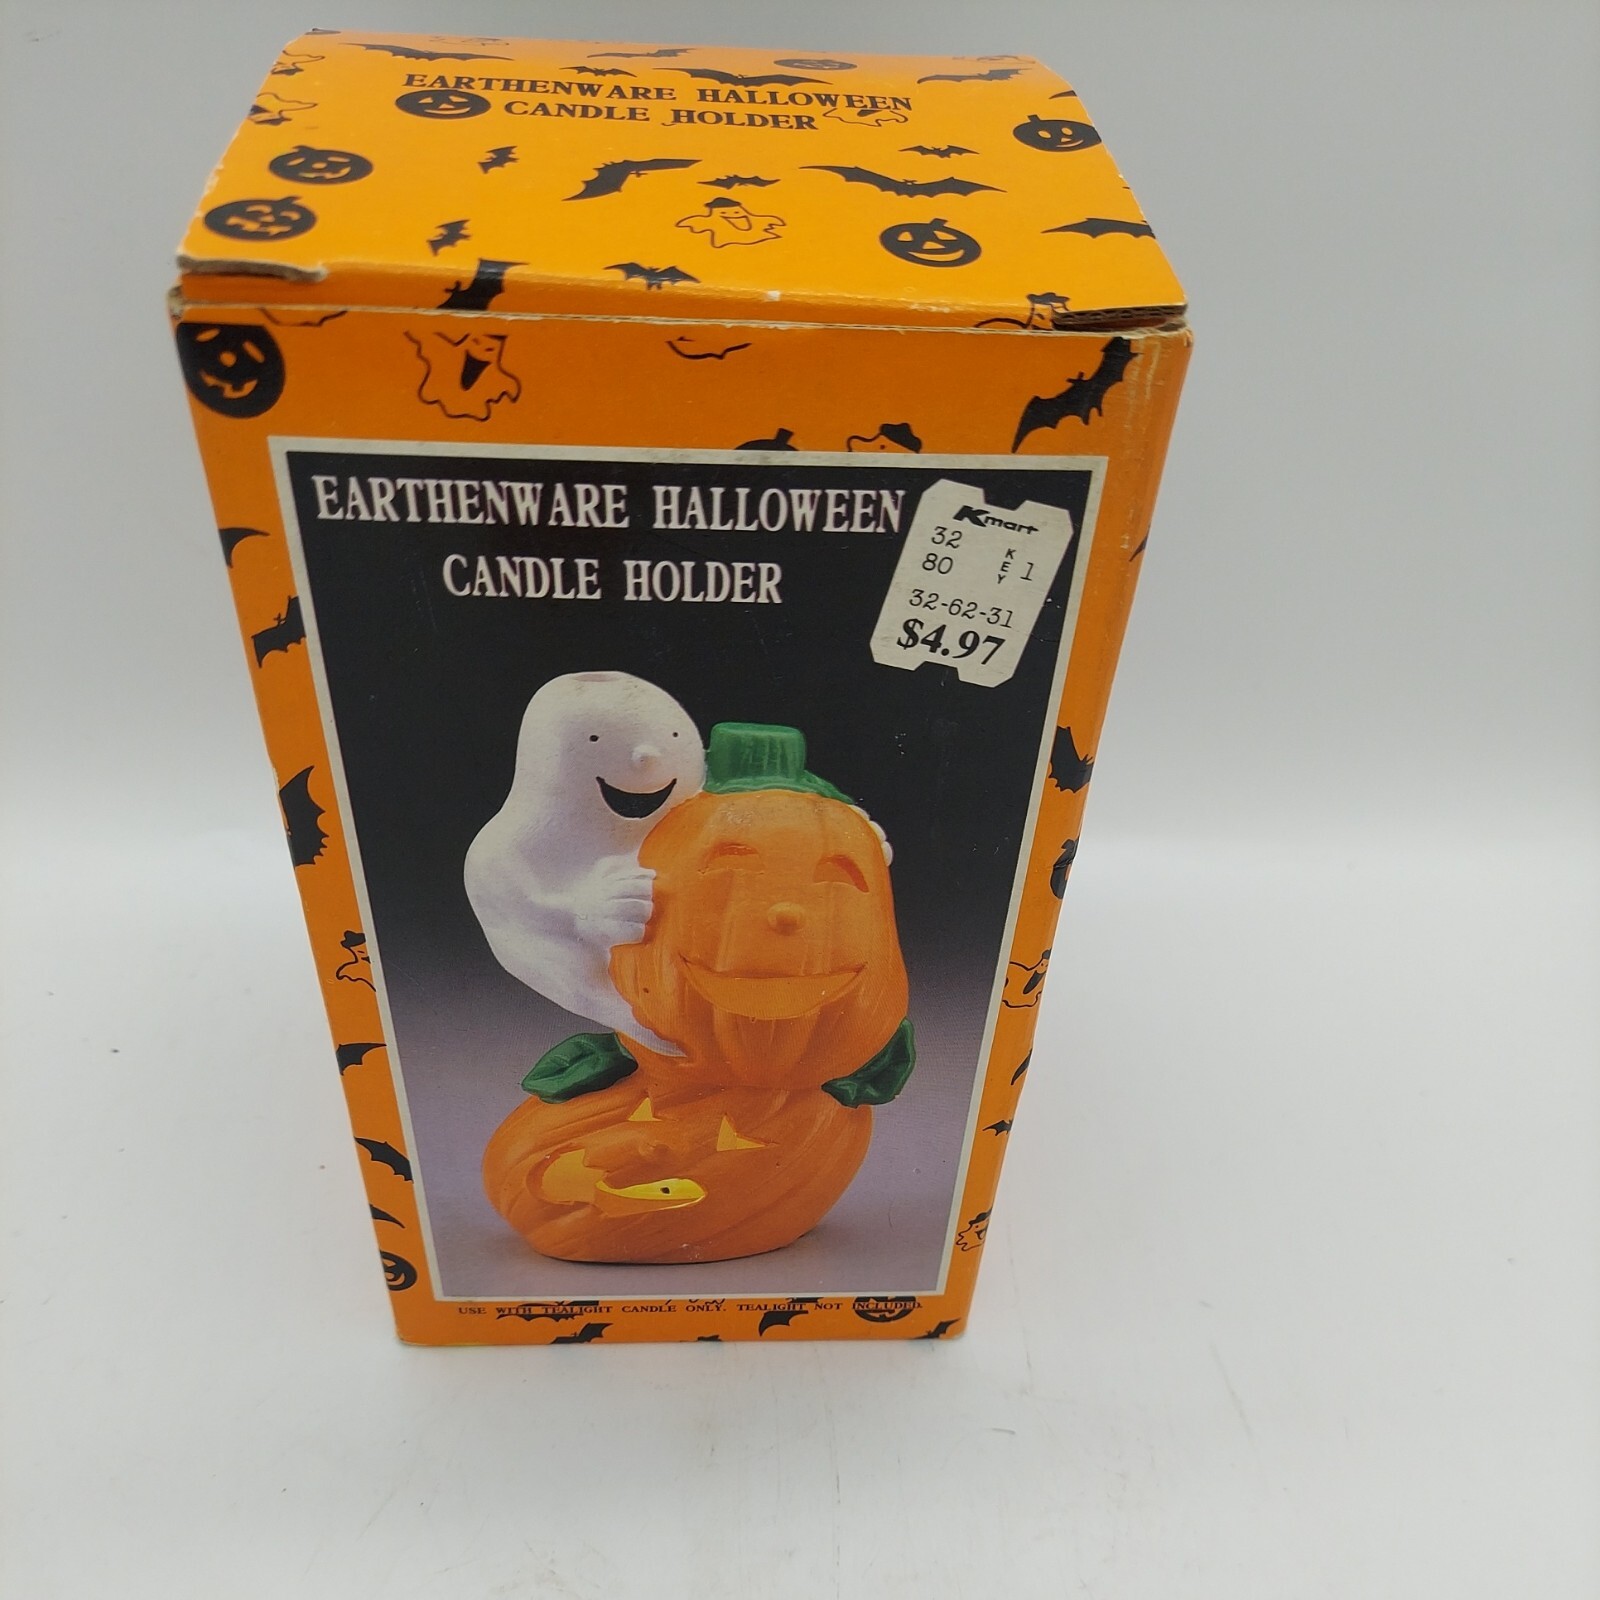 EARTHENWARE HALLOWEEN
CANDLE HOLDER
EARTHENWARE HALLOWEEN
CANDLE HOLDER
Kmart
32
80 KEY 1
32-62-31
$4.97
USE WITH TEALIGHT CANDLE ONLY. TEALIGHT NOT INCLUDED.